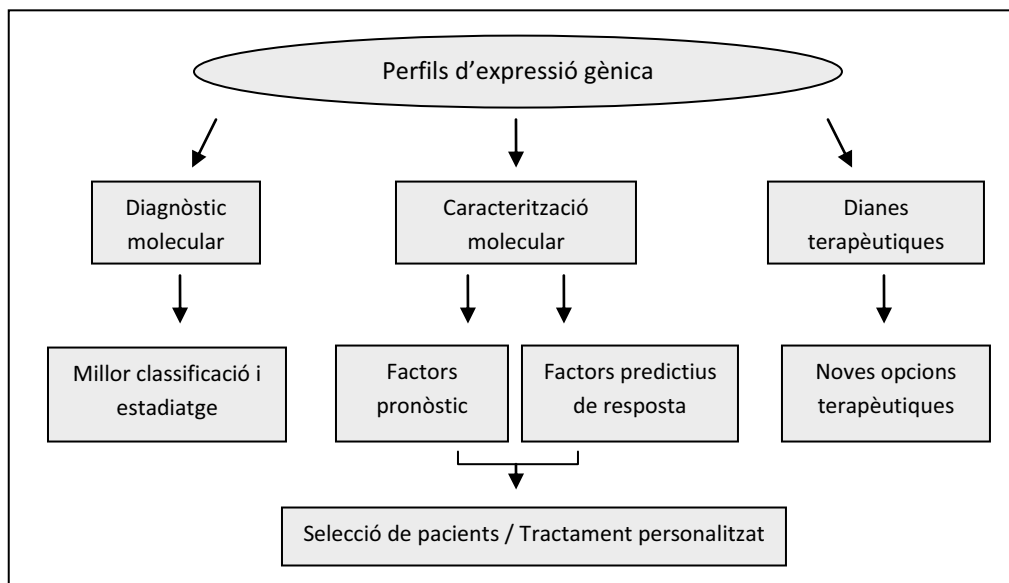 Perfils d’expressió gènica
Diagnòstic
molecular
Caracterització
molecular
Dianes
terapèutiques
Millor classificació i
estadiatge
Factors
pronòstic
Factors predictius
de resposta
Noves opcions
terapèutiques
Selecció de pacients / Tractament personalitzat